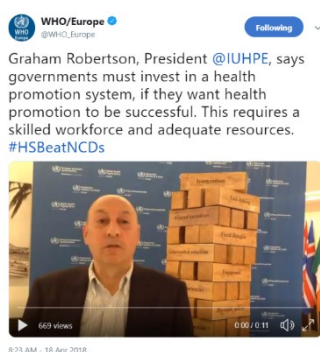 WHO/Europe
@WHO_Europe
Following
Graham Robertson, President @IUHPE, says
governments must invest in a health
promotion system, if they want health
promotion to be successful. This requires a
skilled workforce and adequate resources.
#HSBeatNCDs
669 views
0:00 / 0:11
8:23 AM - 18 Apr 2018